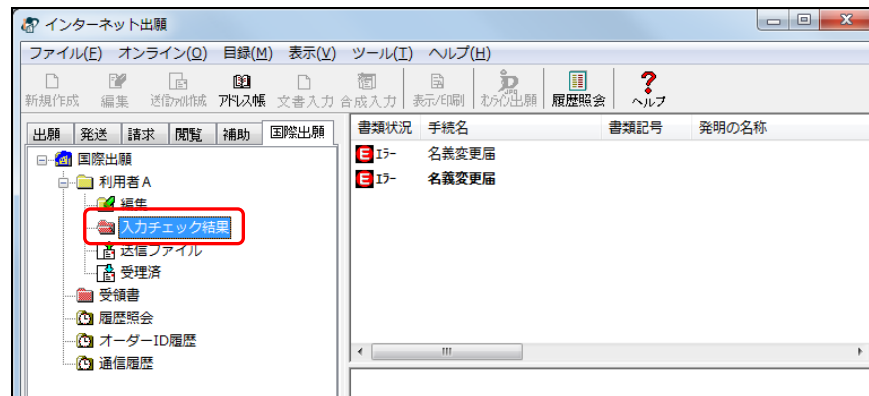 インターネット出願
ファイル(F) オンライン(O) 目録(M) 表示(V) ツール(T) ヘルプ(H)
新規作成 編集 送信ﾌｧｲﾙ作成 ｱﾄﾞﾚｽ帳 文書入力 合成入力 表示/印刷 ｵﾝﾗｲﾝ出願 履歴照会 ヘルプ
出願 発送 請求 閲覧 補助 国際出願
書類状況 手続名 書類記号 発明の名称
国際出願
E ｴﾗｰ 名義変更届
利用者A
E ｴﾗｰ 名義変更届
編集
入力チェック結果
送信ファイル
受理済
受領書
履歴照会
オーダーID履歴
通信履歴